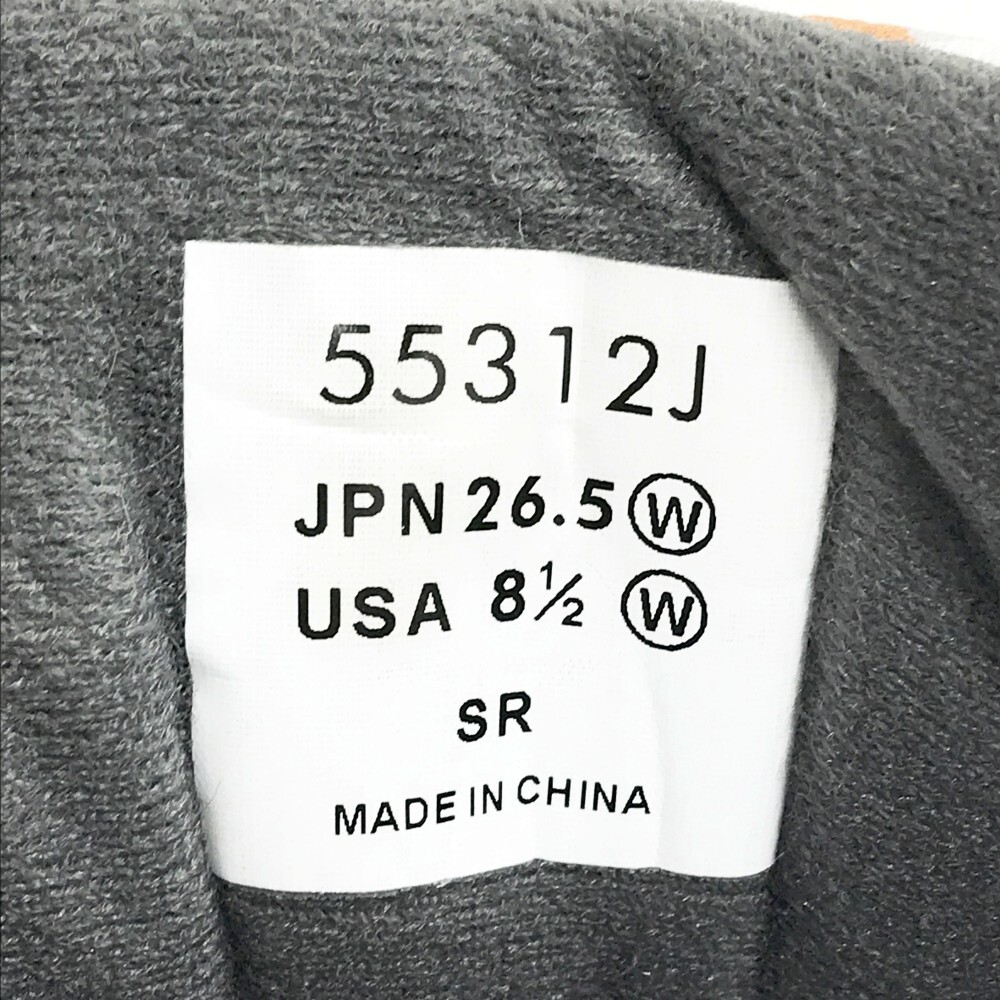 55312J
JPN 26.5 Ⓦ
USA 8½ Ⓦ
SR
MADE IN CHINA